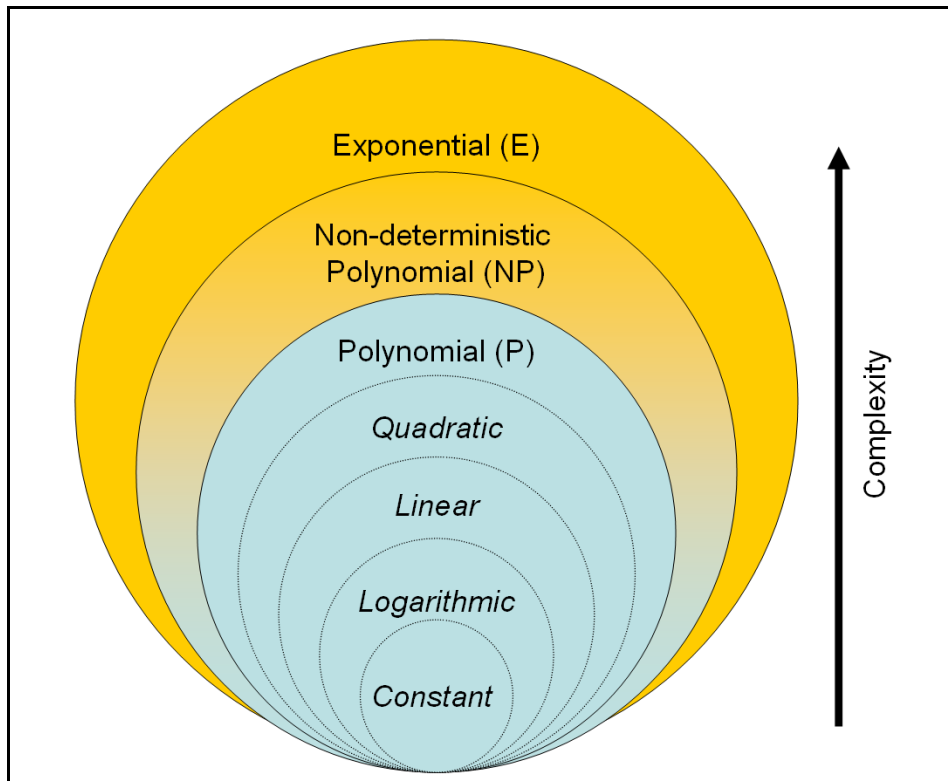 Exponential (E)
Non-deterministic
Polynomial (NP)
Polynomial (P)
Quadratic
Linear
Logarithmic
Constant
Complexity